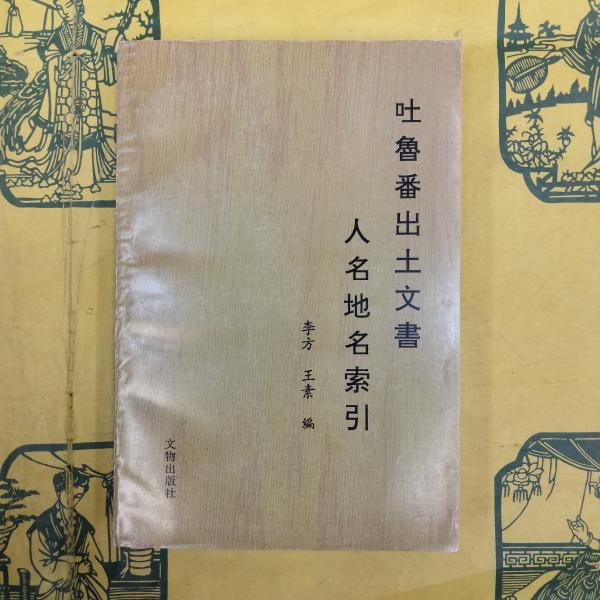 吐魯番出土文書
人名地名索引
李方 王素 編
文物出版社